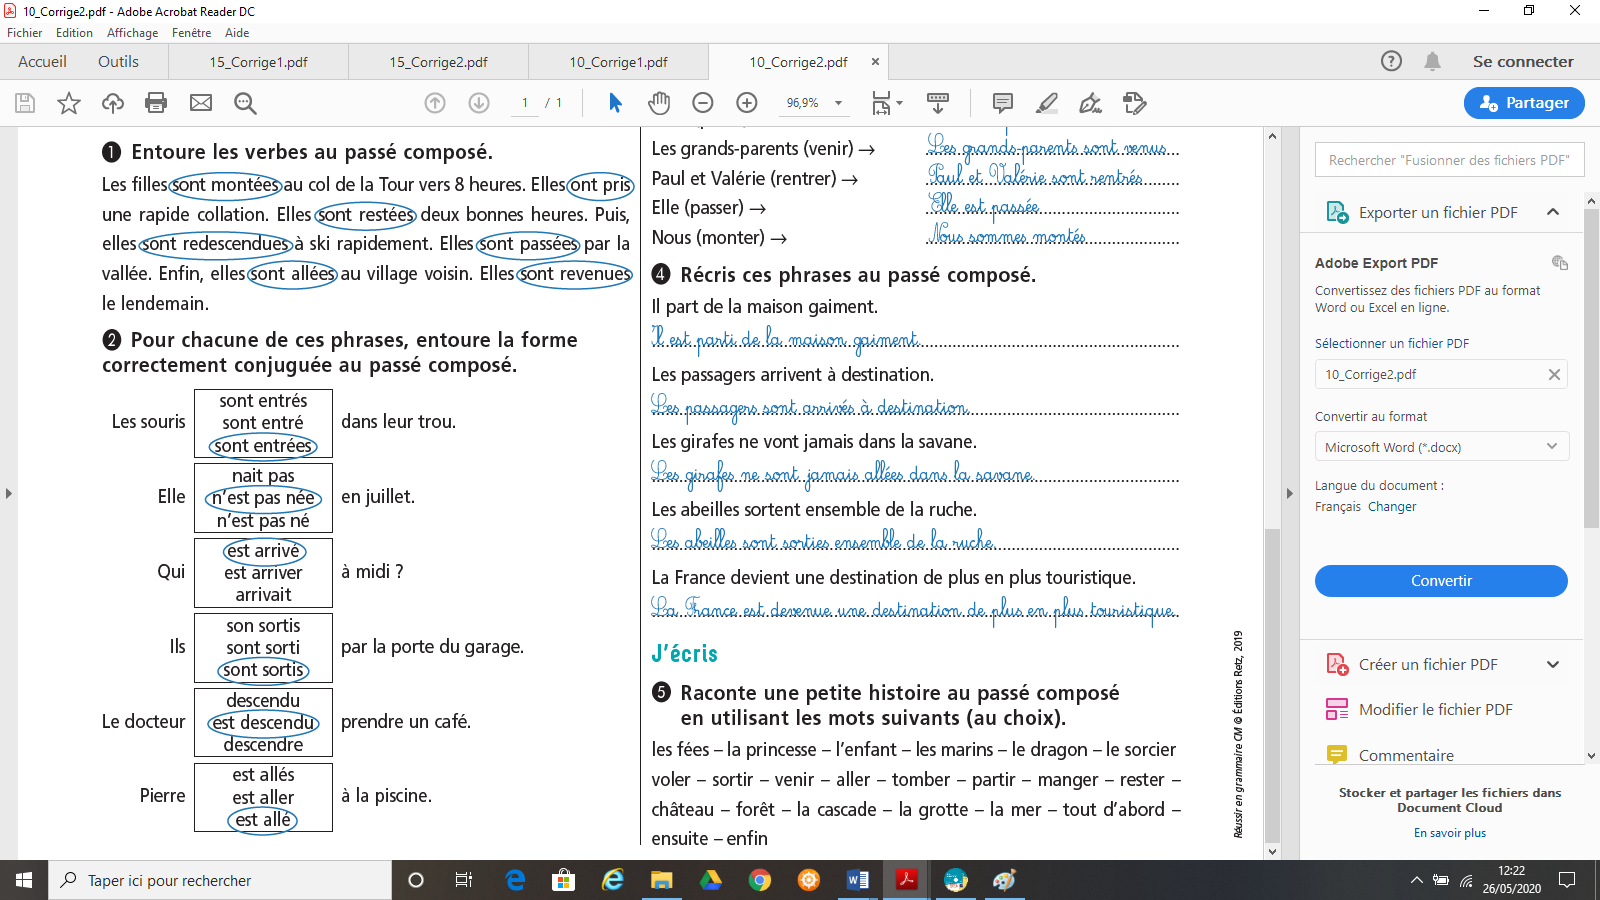 10_Corrige2.pdf - Adobe Acrobat Reader DC
Fichier Edition Affichage Fenêtre Aide
Accueil Outils 15_Corrige1.pdf 15_Corrige2.pdf 10_Corrige1.pdf 10_Corrige2.pdf × Se connecter
1 / 1 96,9% Partager
1 Entoure les verbes au passé composé.
Les filles sont montées au col de la Tour vers 8 heures. Elles ont pris
une rapide collation. Elles sont restées deux bonnes heures. Puis,
elles sont redescendues à ski rapidement. Elles sont passées par la
vallée. Enfin, elles sont allées au village voisin. Elles sont revenues
le lendemain.
2 Pour chacune de ces phrases, entoure la forme
correctement conjuguée au passé composé.
sont entrés
Les souris sont entré dans leur trou.
sont entrées
nait pas
Elle n'est pas née en juillet.
n'est pas né
est arrivé
Qui est arriver à midi ?
arrivait
son sortis
Ils sont sorti par la porte du garage.
sont sortis
descendu
Le docteur est descendu prendre un café.
descendre
est allés
Pierre est aller à la piscine.
est allé
Les grands-parents (venir) → Les grands-parents sont venus
Paul et Valérie (rentrer) → Paul et Valérie sont rentrés
Elle (passer) → Elle est passée
Nous (monter) → Nous sommes montés
4 Récris ces phrases au passé composé.
Il part de la maison gaiment.
Il est parti de la maison gaiment.
Les passagers arrivent à destination.
Les passagers sont arrivés à destination.
Les girafes ne vont jamais dans la savane.
Les girafes ne sont jamais allées dans la savane.
Les abeilles sortent ensemble de la ruche.
Les abeilles sont sorties ensemble de la ruche.
La France devient une destination de plus en plus touristique.
La France est devenue une destination de plus en plus touristique.
J'écris
5 Raconte une petite histoire au passé composé
en utilisant les mots suivants (au choix).
les fées – la princesse – l'enfant – les marins – le dragon – le sorcier
voler – sortir – venir – aller – tomber – partir – manger – rester –
château – forêt – la cascade – la grotte – la mer – tout d'abord –
ensuite – enfin
Réussir en grammaire CM © Éditions Retz, 2019
Rechercher "Fusionner des fichiers PDF"
Exporter un fichier PDF
Adobe Export PDF
Convertissez des fichiers PDF au format
Word ou Excel en ligne.
Sélectionner un fichier PDF
10_Corrige2.pdf
Convertir au format
Microsoft Word (*.docx)
Langue du document :
Français Changer
Convertir
Créer un fichier PDF
Modifier le fichier PDF
Commentaire
Stocker et partager les fichiers dans
Document Cloud
En savoir plus
Taper ici pour rechercher
12:22
26/05/2020